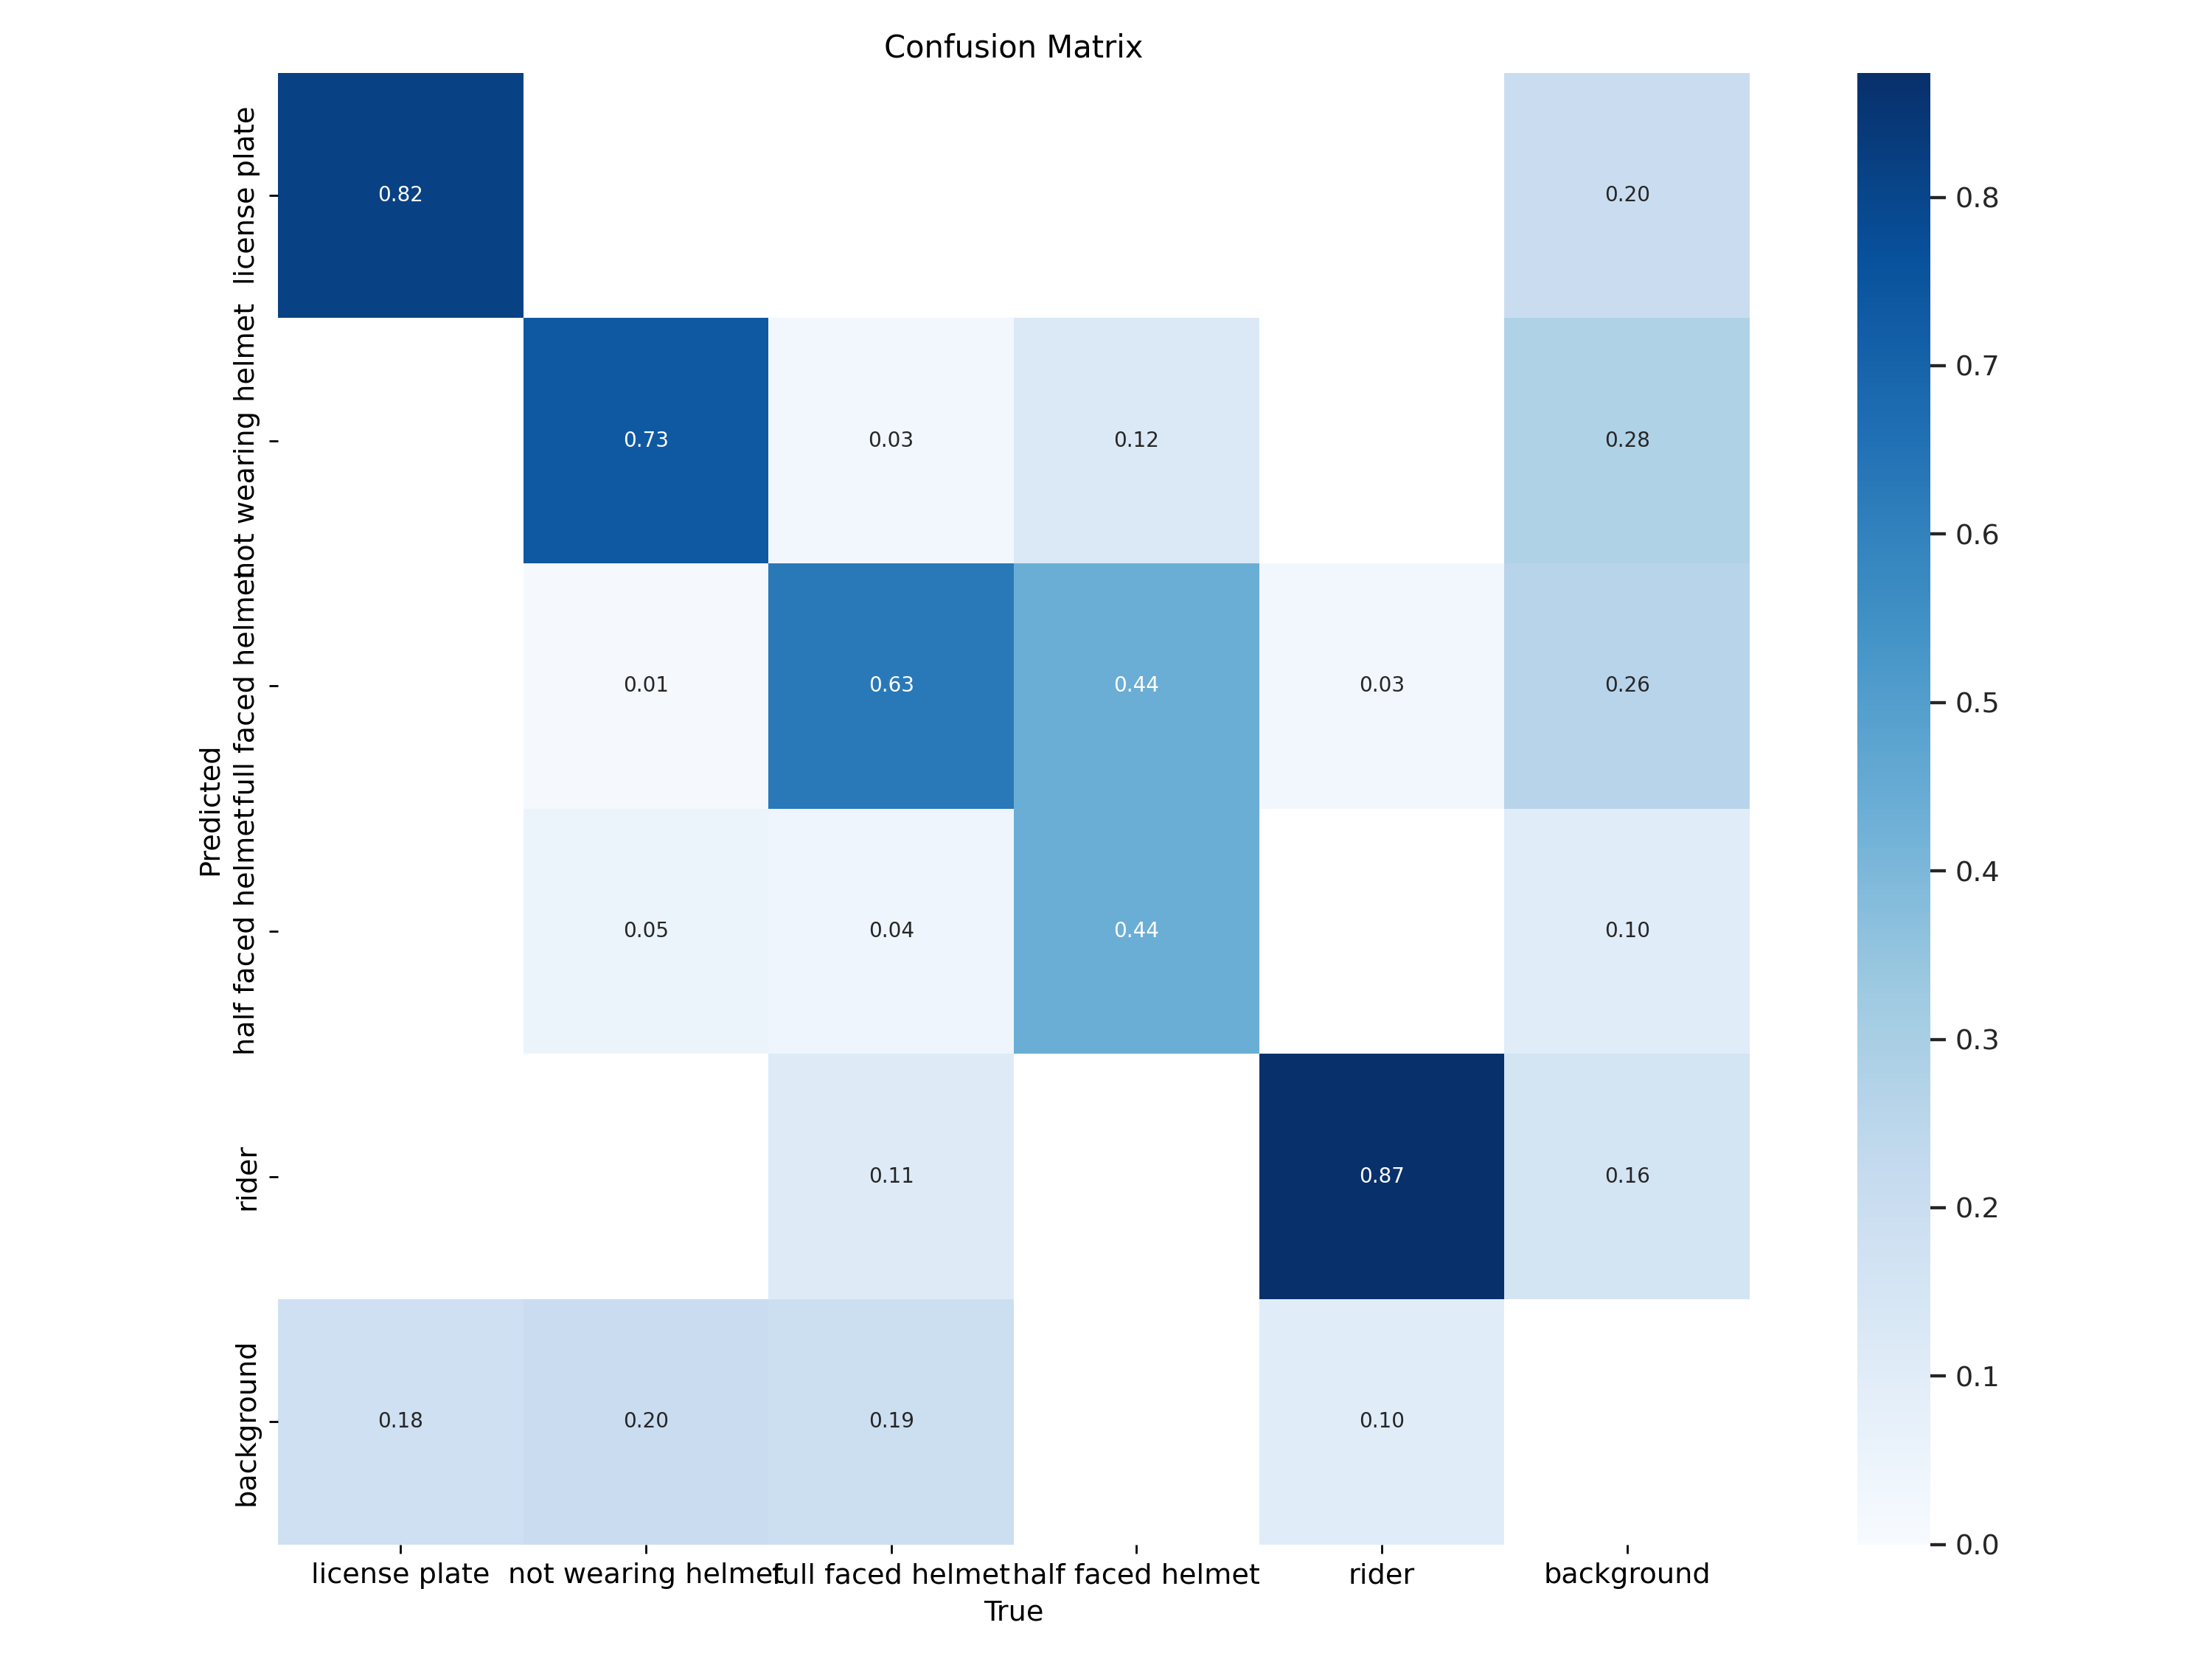 Confusion Matrix
license plate
0.82
0.20
0.8
not wearing helmet
0.73
0.03
0.12
0.28
0.7
0.6
full faced helmet
0.01
0.63
0.44
0.03
0.26
0.5
Predicted
half faced helmet
0.05
0.04
0.44
0.10
0.4
0.3
rider
0.11
0.87
0.16
0.2
background
0.18
0.20
0.19
0.10
0.1
0.0
license plate
not wearing helmet
full faced helmet
half faced helmet
rider
background
True